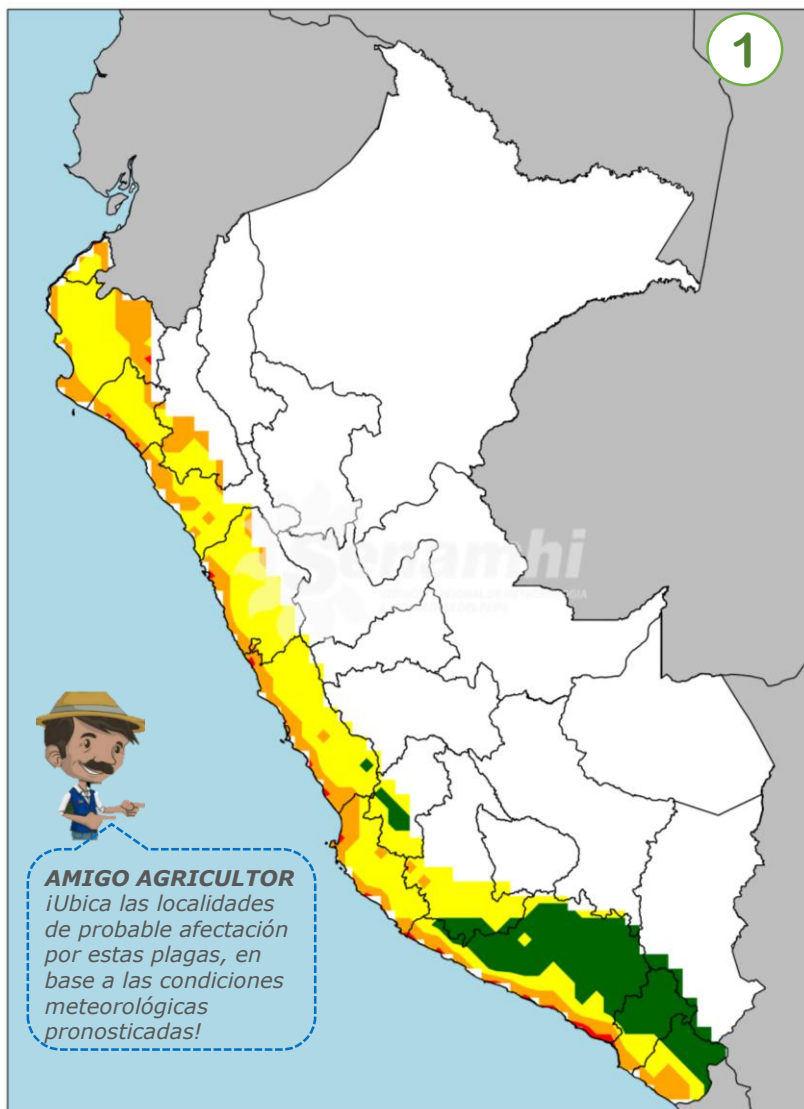 1
Senamhi
AMIGO AGRICULTOR
¡Ubica las localidades
de probable afectación
por estas plagas, en
base a las condiciones
meteorológicas
pronosticadas!